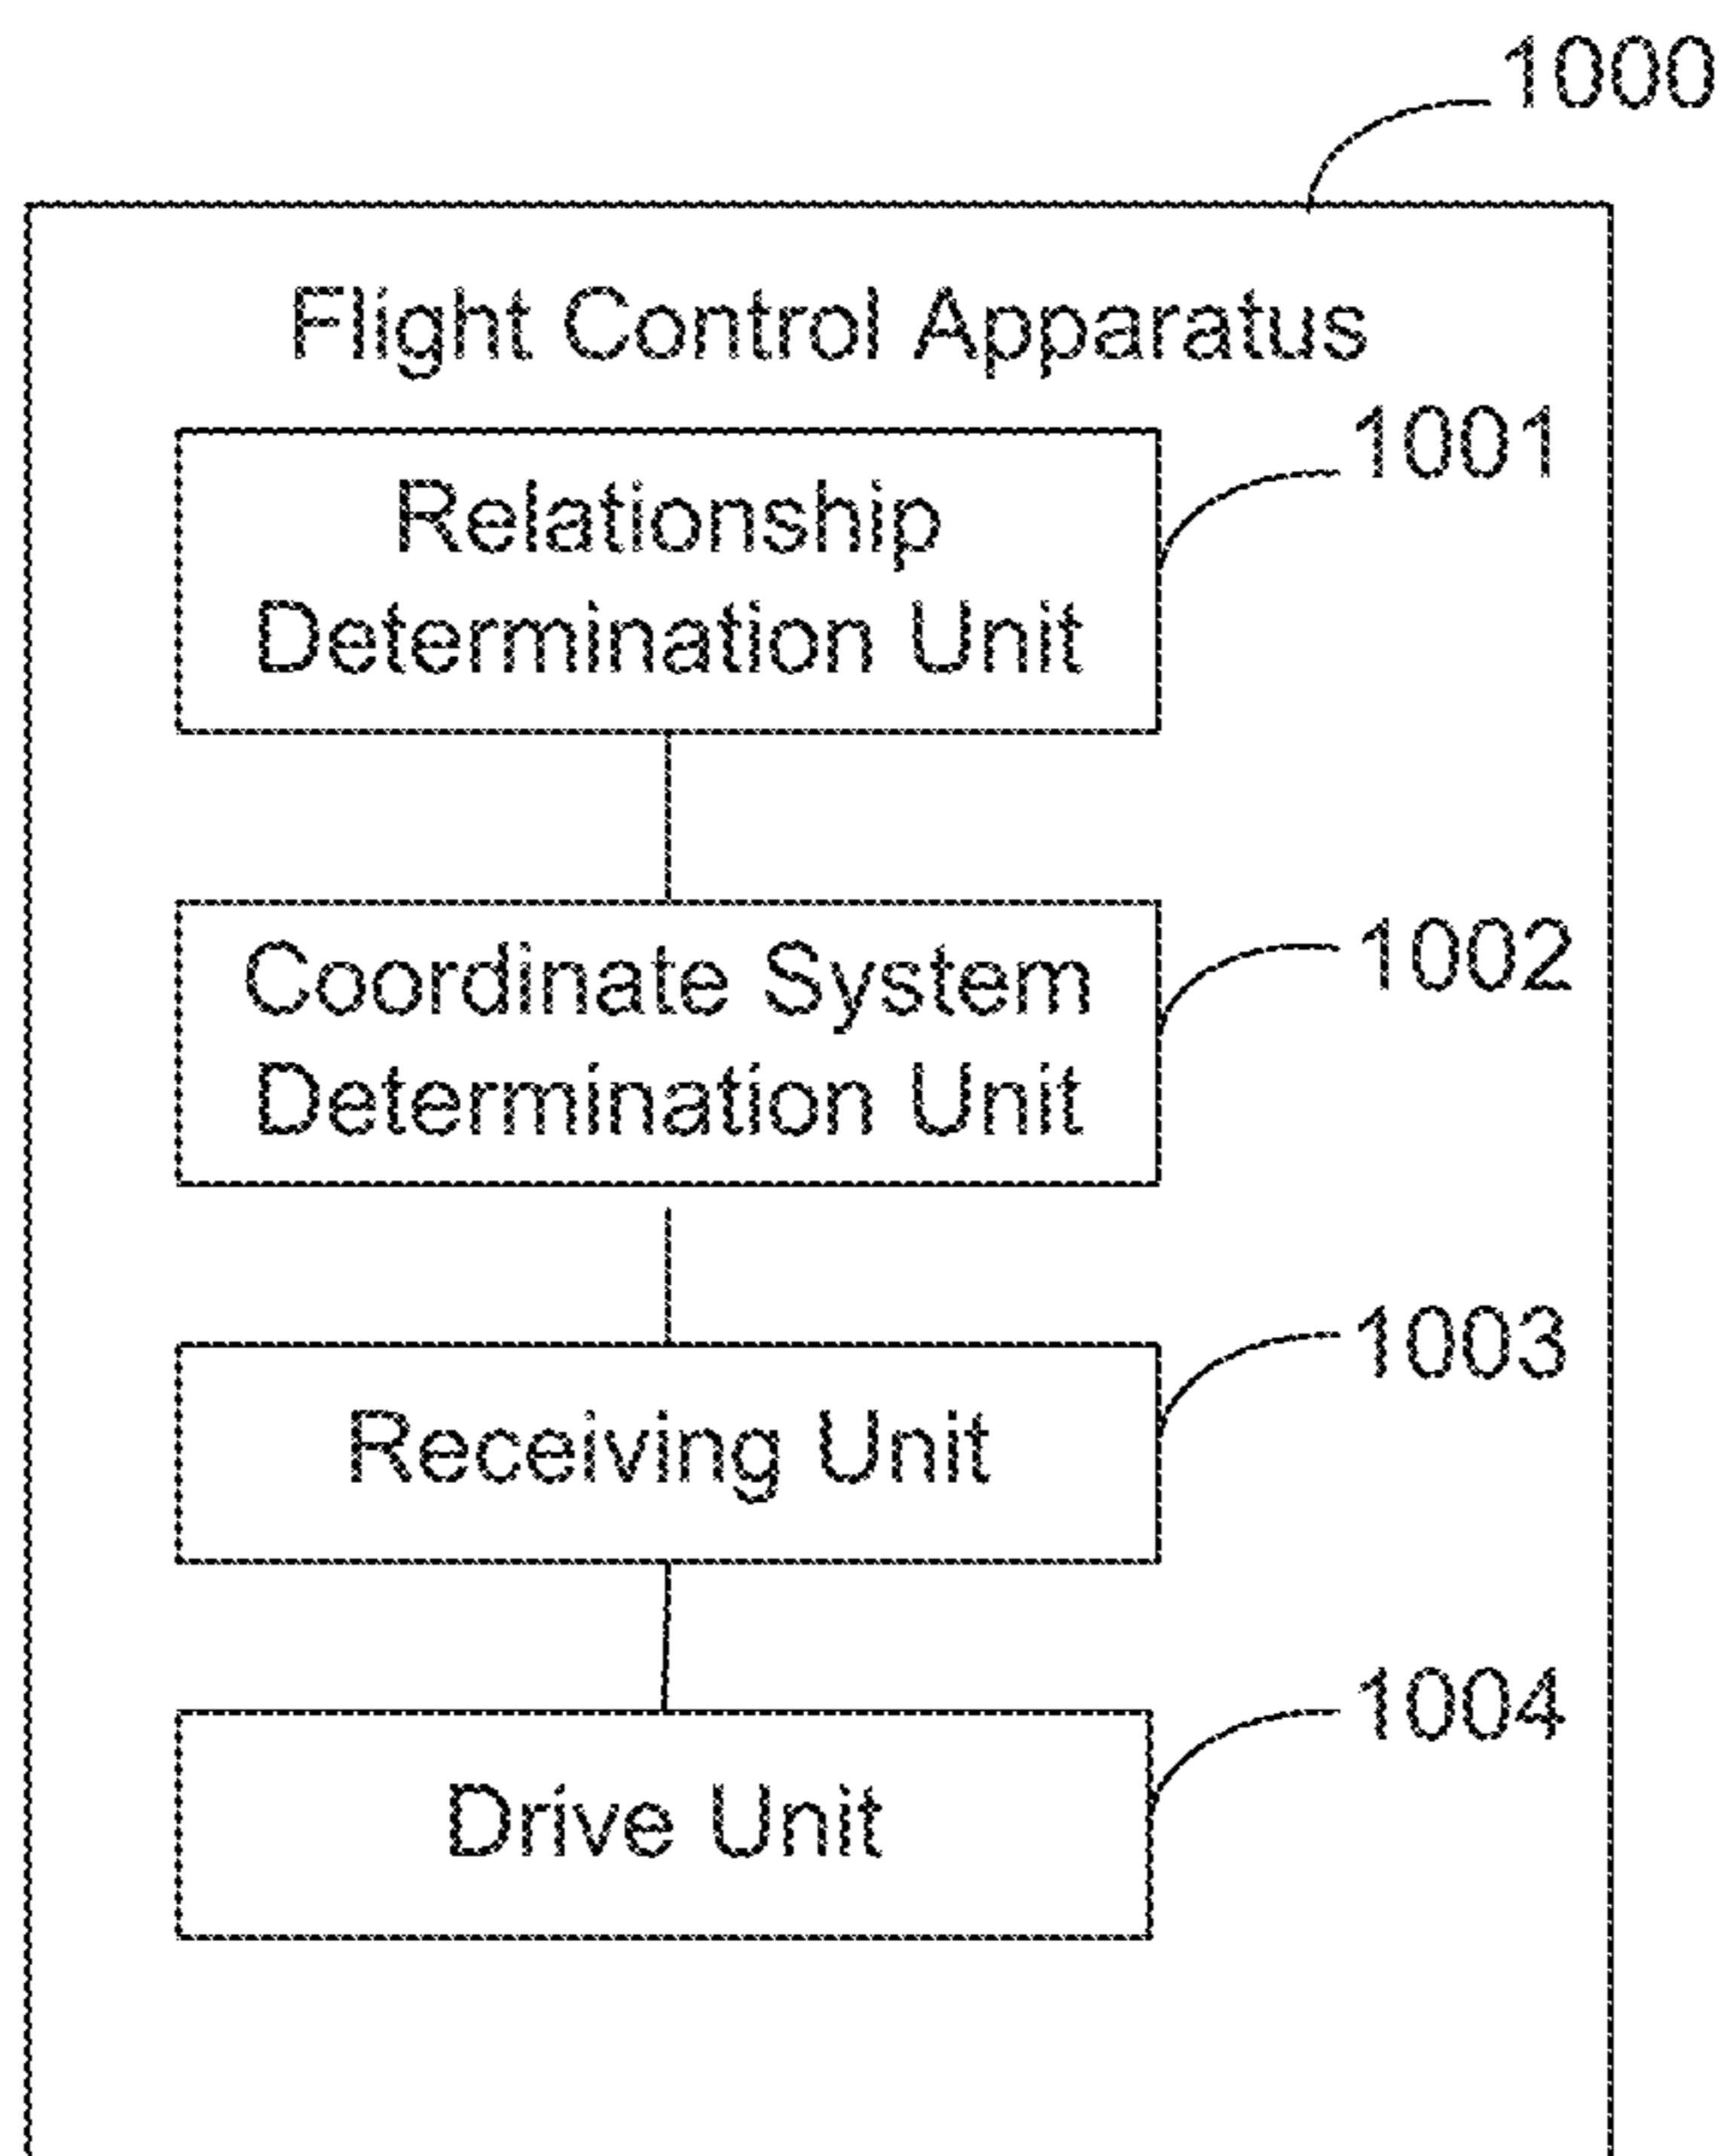 1000
Flight Control Apparatus
1001
Relationship
Determination Unit
1002
Coordinate System
Determination Unit
1003
Receiving Unit
1004
Drive Unit